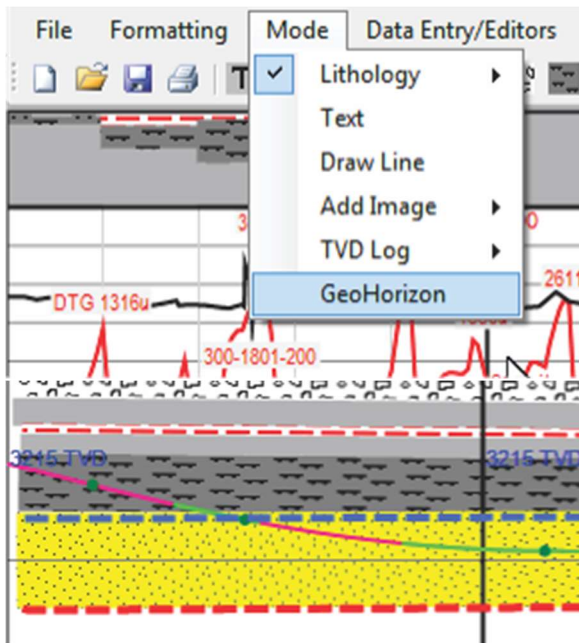 File Formatting Mode Data Entry/Editors
T
Lithology
Text
Draw Line
Add Image
TVD Log
GeoHorizon
DTG 1316u
2611
300-1801-200
3215 TVD 3215 TVD